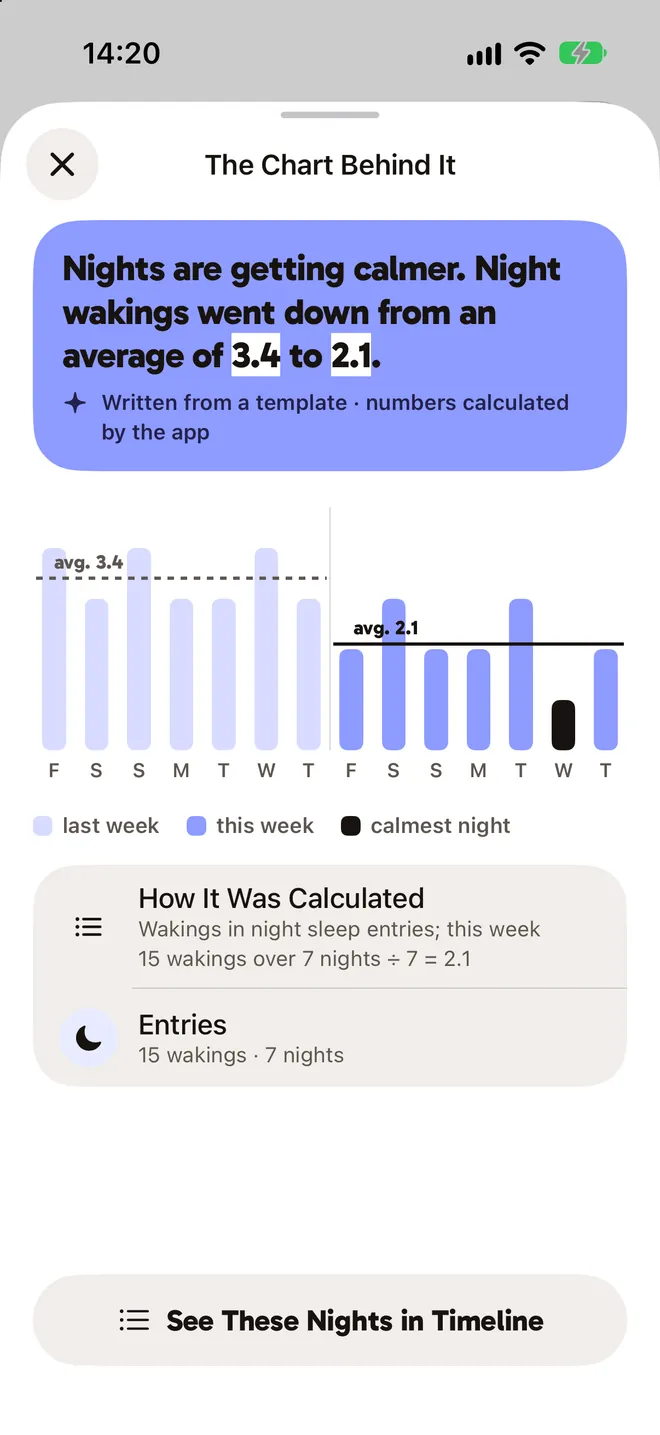 14:20
The Chart Behind It
Nights are getting calmer. Night
wakings went down from an
average of 3.4 to 2.1.
Written from a template · numbers calculated
by the app
avg. 3.4
avg. 2.1
F S S M T W T F S S M T W T
last week this week calmest night
How It Was Calculated
Wakings in night sleep entries; this week
15 wakings over 7 nights ÷ 7 = 2.1
Entries
15 wakings · 7 nights
See These Nights in Timeline